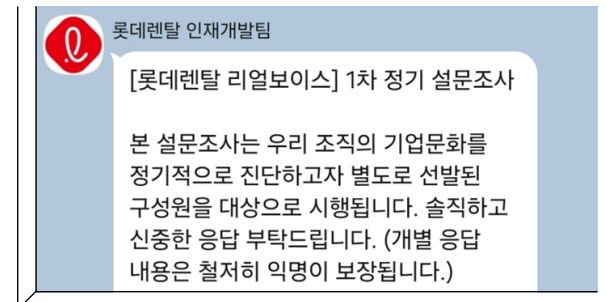 롯데렌탈 인재개발팀
[롯데렌탈 리얼보이스] 1차 정기 설문조사
본 설문조사는 우리 조직의 기업문화를
정기적으로 진단하고자 별도로 선발된
구성원을 대상으로 시행됩니다. 솔직하고
신중한 응답 부탁드립니다. (개별 응답
내용은 철저히 익명이 보장됩니다.)